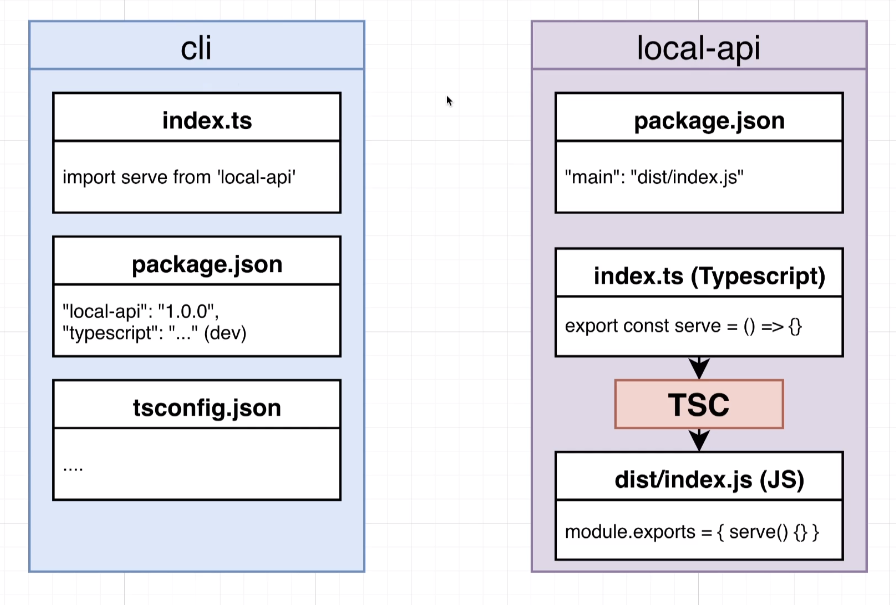 cli
index.ts
import serve from 'local-api'
package.json
"local-api": "1.0.0",
"typescript": "..." (dev)
tsconfig.json
....
local-api
package.json
"main": "dist/index.js"
index.ts (Typescript)
export const serve = () => {}
TSC
dist/index.js (JS)
module.exports = { serve() {} }